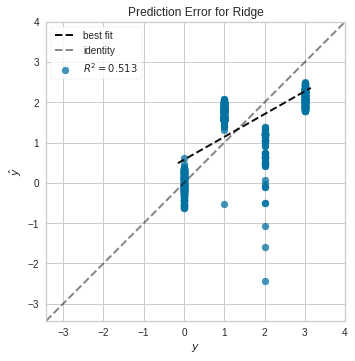 Prediction Error for Ridge
best fit
identity
R² = 0.513
4
3
2
1
0
−1
−2
−3
ŷ
−3
−2
−1
0
1
2
3
4
y